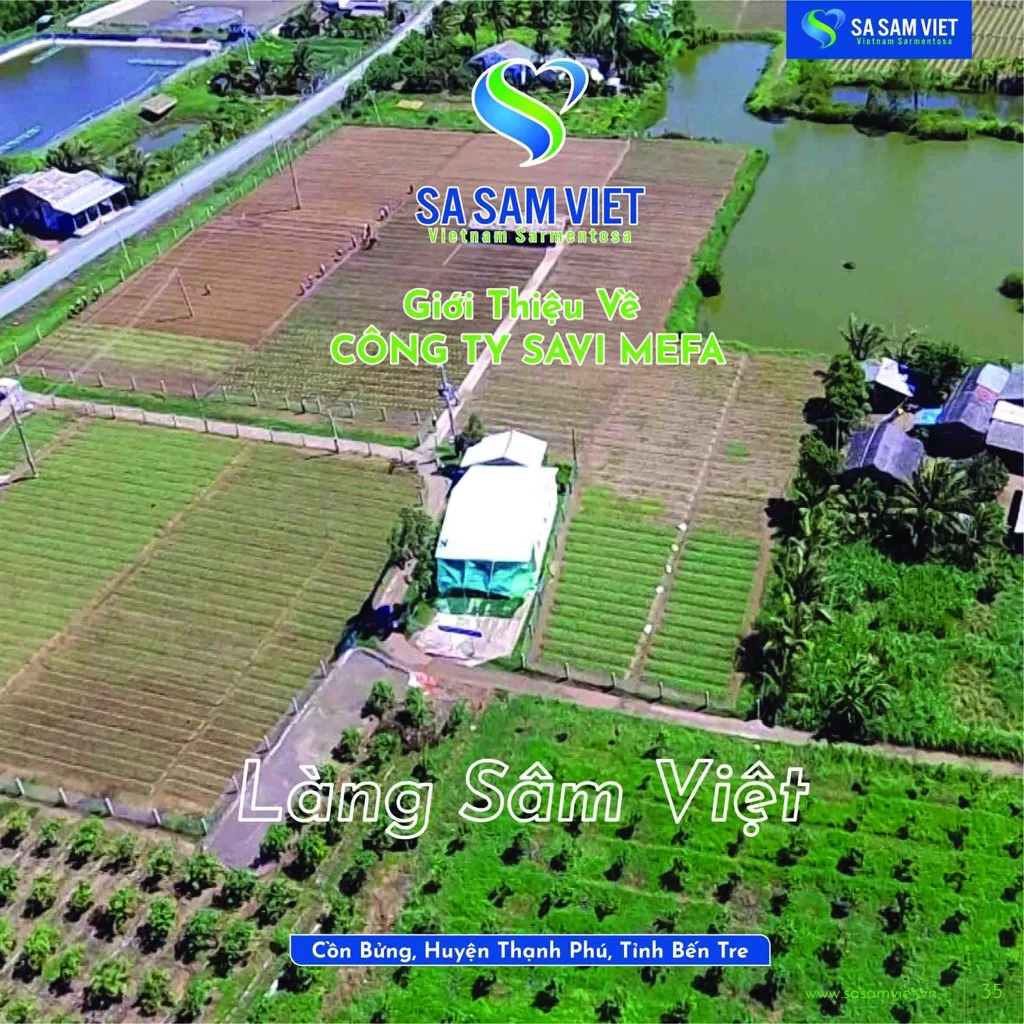 SA SAM VIET
Vietnam Sarmentosa
SA SAM VIET
Vietnam Sarmentosa
Giới Thiệu Về
CÔNG TY SAVI MEFA
Làng Sâm Việt
Cồn Bửng, Huyện Thạnh Phú, Tỉnh Bến Tre
www.sasamviet.vn
35